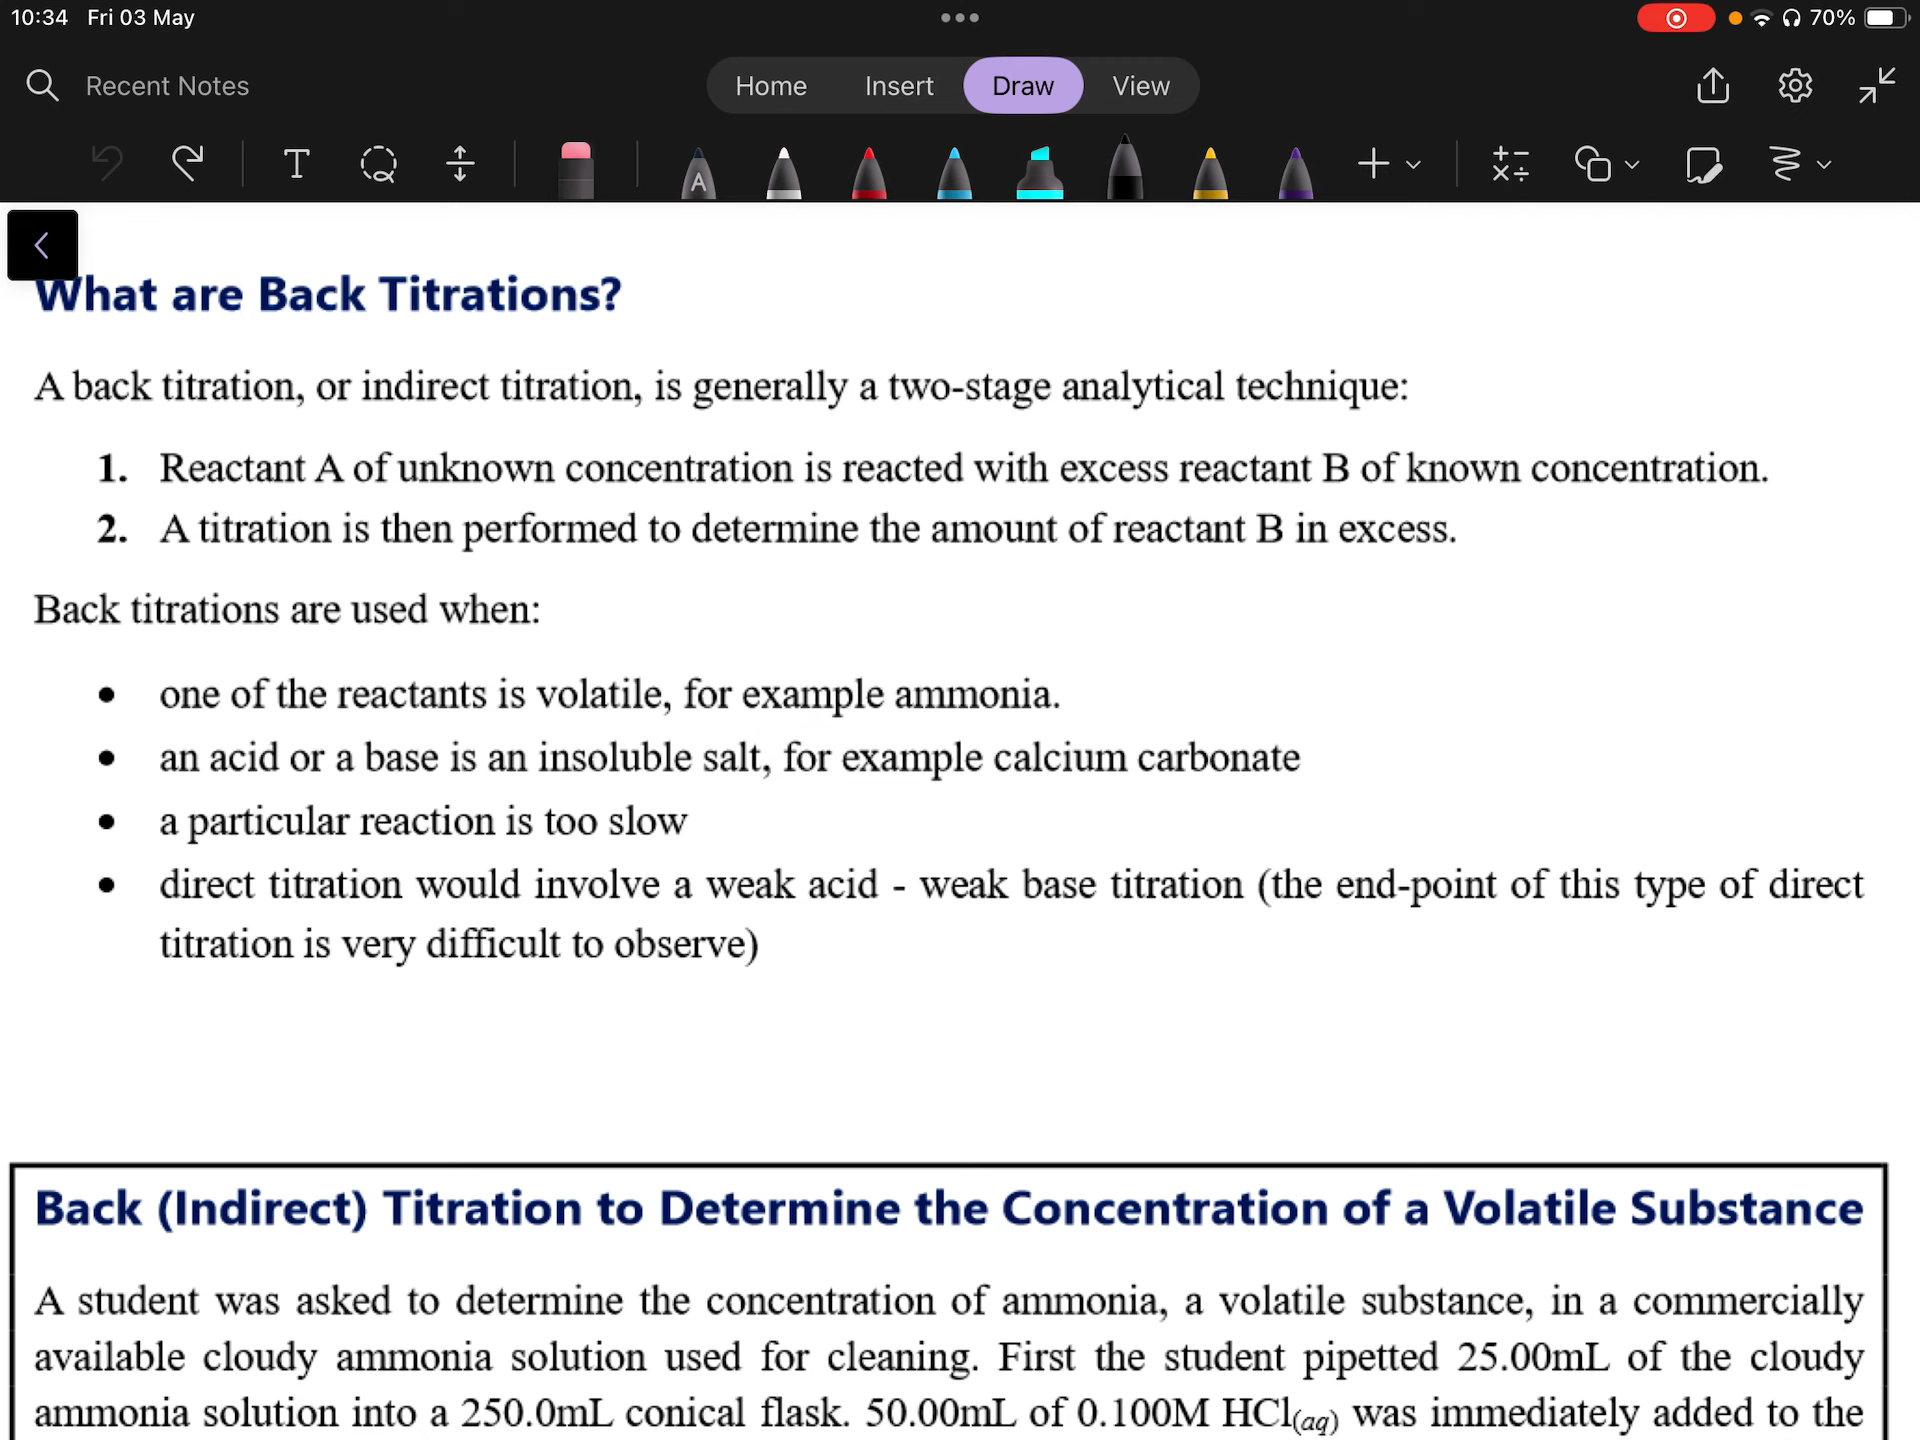 10:34 Fri 03 May 70%
Recent Notes Home Insert Draw View
T A
What are Back Titrations?
A back titration, or indirect titration, is generally a two-stage analytical technique:
1. Reactant A of unknown concentration is reacted with excess reactant B of known concentration.
2. A titration is then performed to determine the amount of reactant B in excess.
Back titrations are used when:
• one of the reactants is volatile, for example ammonia.
• an acid or a base is an insoluble salt, for example calcium carbonate
• a particular reaction is too slow
• direct titration would involve a weak acid - weak base titration (the end-point of this type of direct
titration is very difficult to observe)
Back (Indirect) Titration to Determine the Concentration of a Volatile Substance
A student was asked to determine the concentration of ammonia, a volatile substance, in a commercially
available cloudy ammonia solution used for cleaning. First the student pipetted 25.00mL of the cloudy
ammonia solution into a 250.0mL conical flask. 50.00mL of 0.100M HCl(aq) was immediately added to the